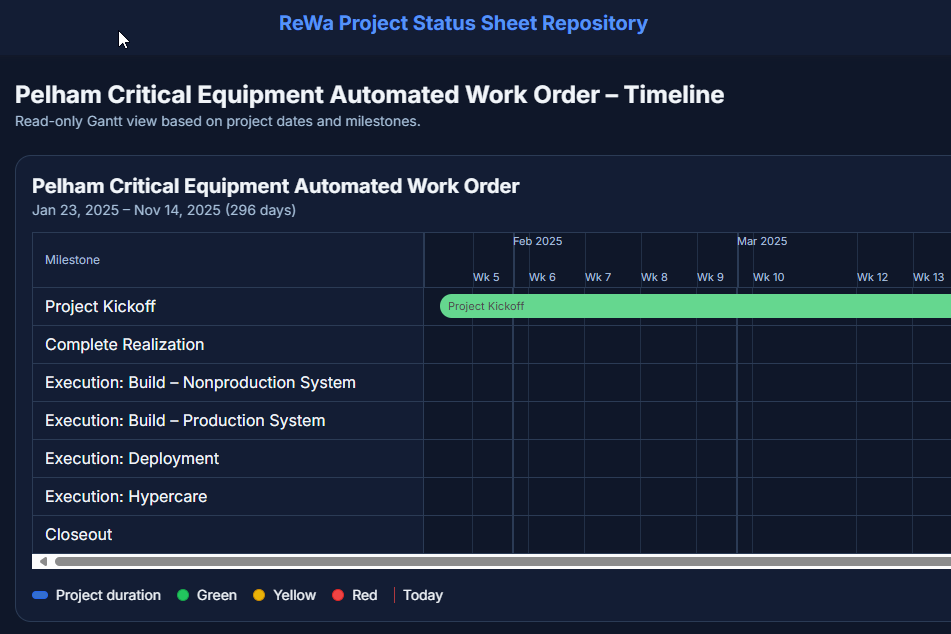 ReWa Project Status Sheet Repository
Pelham Critical Equipment Automated Work Order – Timeline
Read-only Gantt view based on project dates and milestones.
Pelham Critical Equipment Automated Work Order
Jan 23, 2025 – Nov 14, 2025 (296 days)
Milestone
Feb 2025 Mar 2025
Wk 5 Wk 6 Wk 7 Wk 8 Wk 9 Wk 10 Wk 12 Wk 13
Project Kickoff Project Kickoff
Complete Realization
Execution: Build – Nonproduction System
Execution: Build – Production System
Execution: Deployment
Execution: Hypercare
Closeout
Project duration Green Yellow Red Today